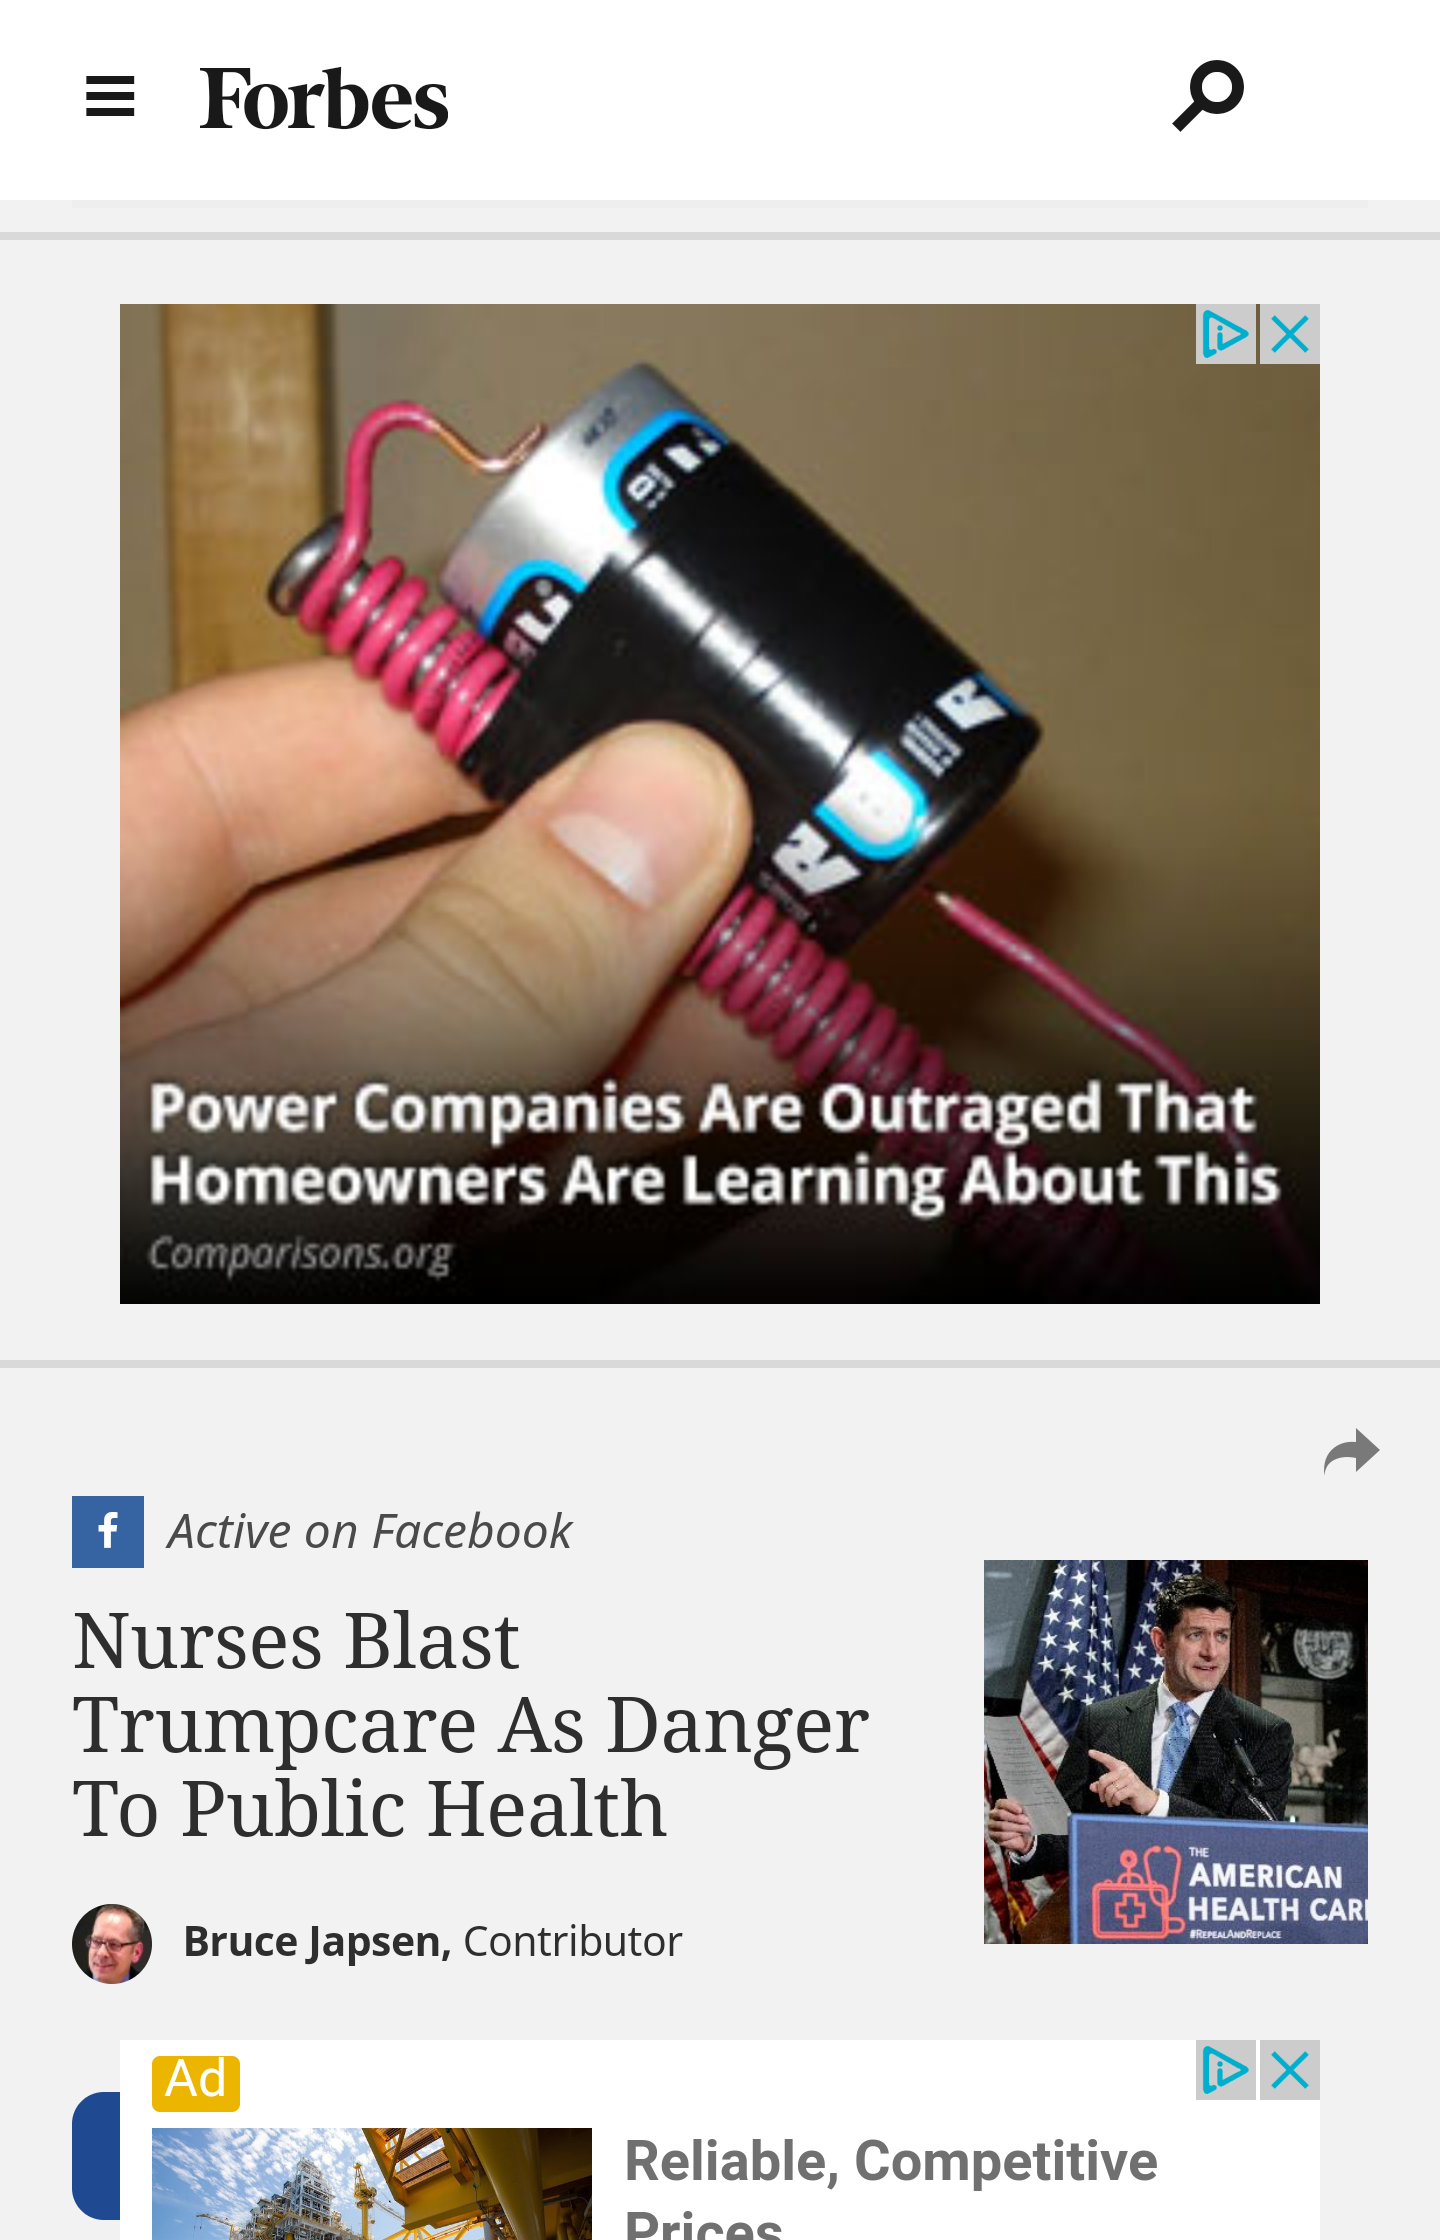 Forbes
Power Companies Are Outraged That
Homeowners Are Learning About This
Comparisons.org
f Active on Facebook
Nurses Blast
Trumpcare As Danger
To Public Health
THE
AMERICAN
HEALTH CAR
#REPEALANDREPLACE
Bruce Japsen, Contributor
Ad
Reliable, Competitive
Prices